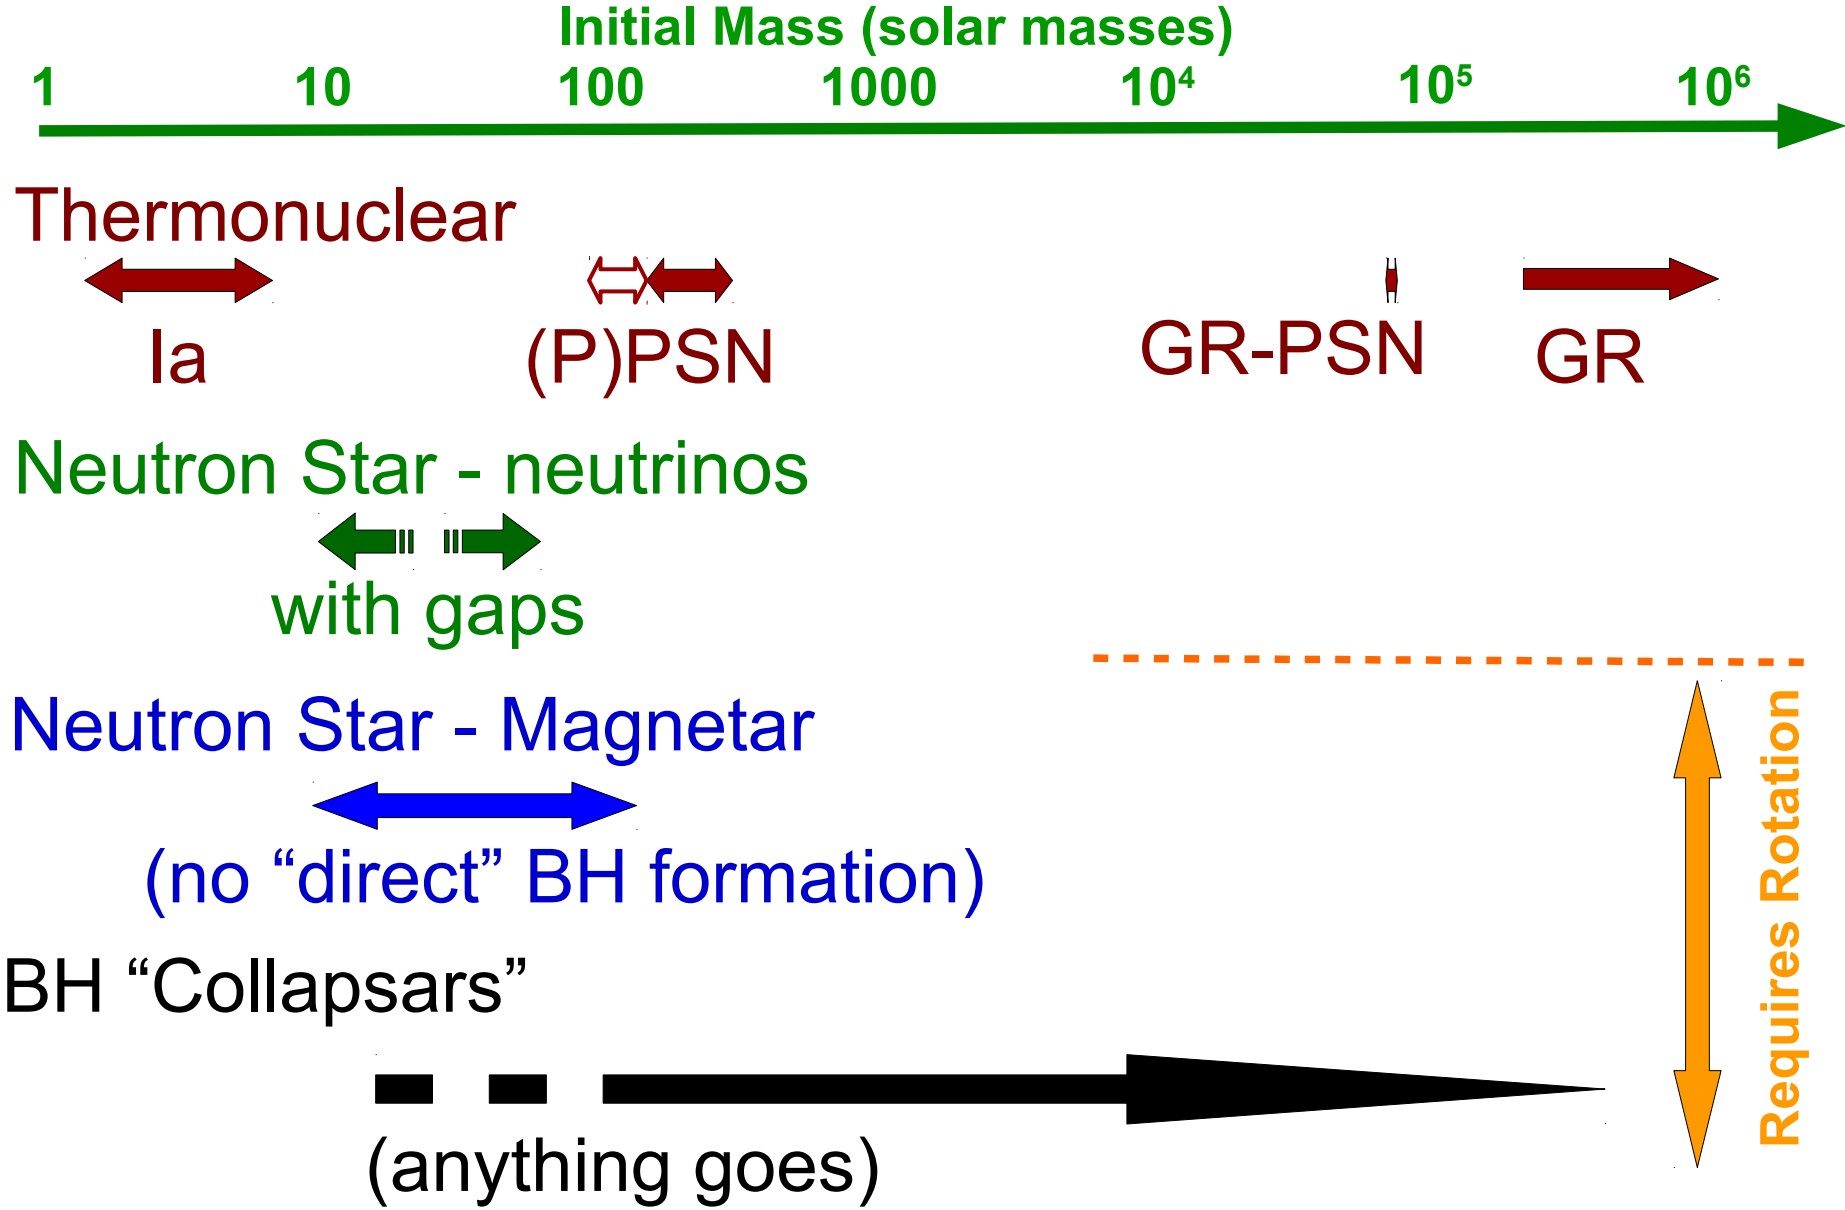 Initial Mass (solar masses)
1 10 100 1000 10⁴ 10⁵ 10⁶
Thermonuclear
Ia (P)PSN GR-PSN GR
Neutron Star - neutrinos
with gaps
Neutron Star - Magnetar
(no “direct” BH formation)
BH “Collapsars”
(anything goes)
Requires Rotation